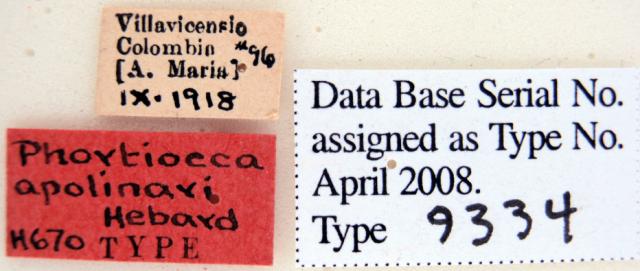 Villavicensio
Colombia #96
[A. Maria]
IX.1918
Phortioeca
apolinari
Hebard
H670 TYPE
Data Base Serial No.
assigned as Type No.
April 2008.
Type 9334